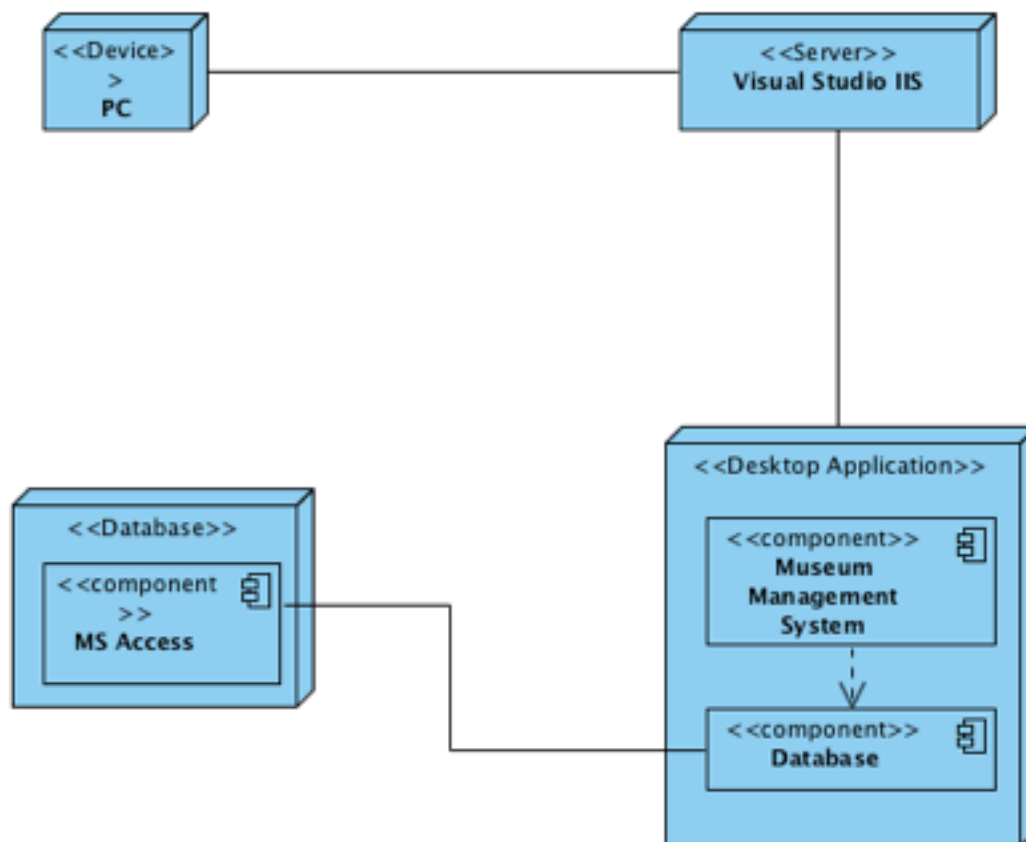 <<Device>
>
PC
<<Server>>
Visual Studio IIS
<<Desktop Application>>
<<component>>
Museum
Management
System
<<component>>
Database
<<Database>>
<<component
>>
MS Access